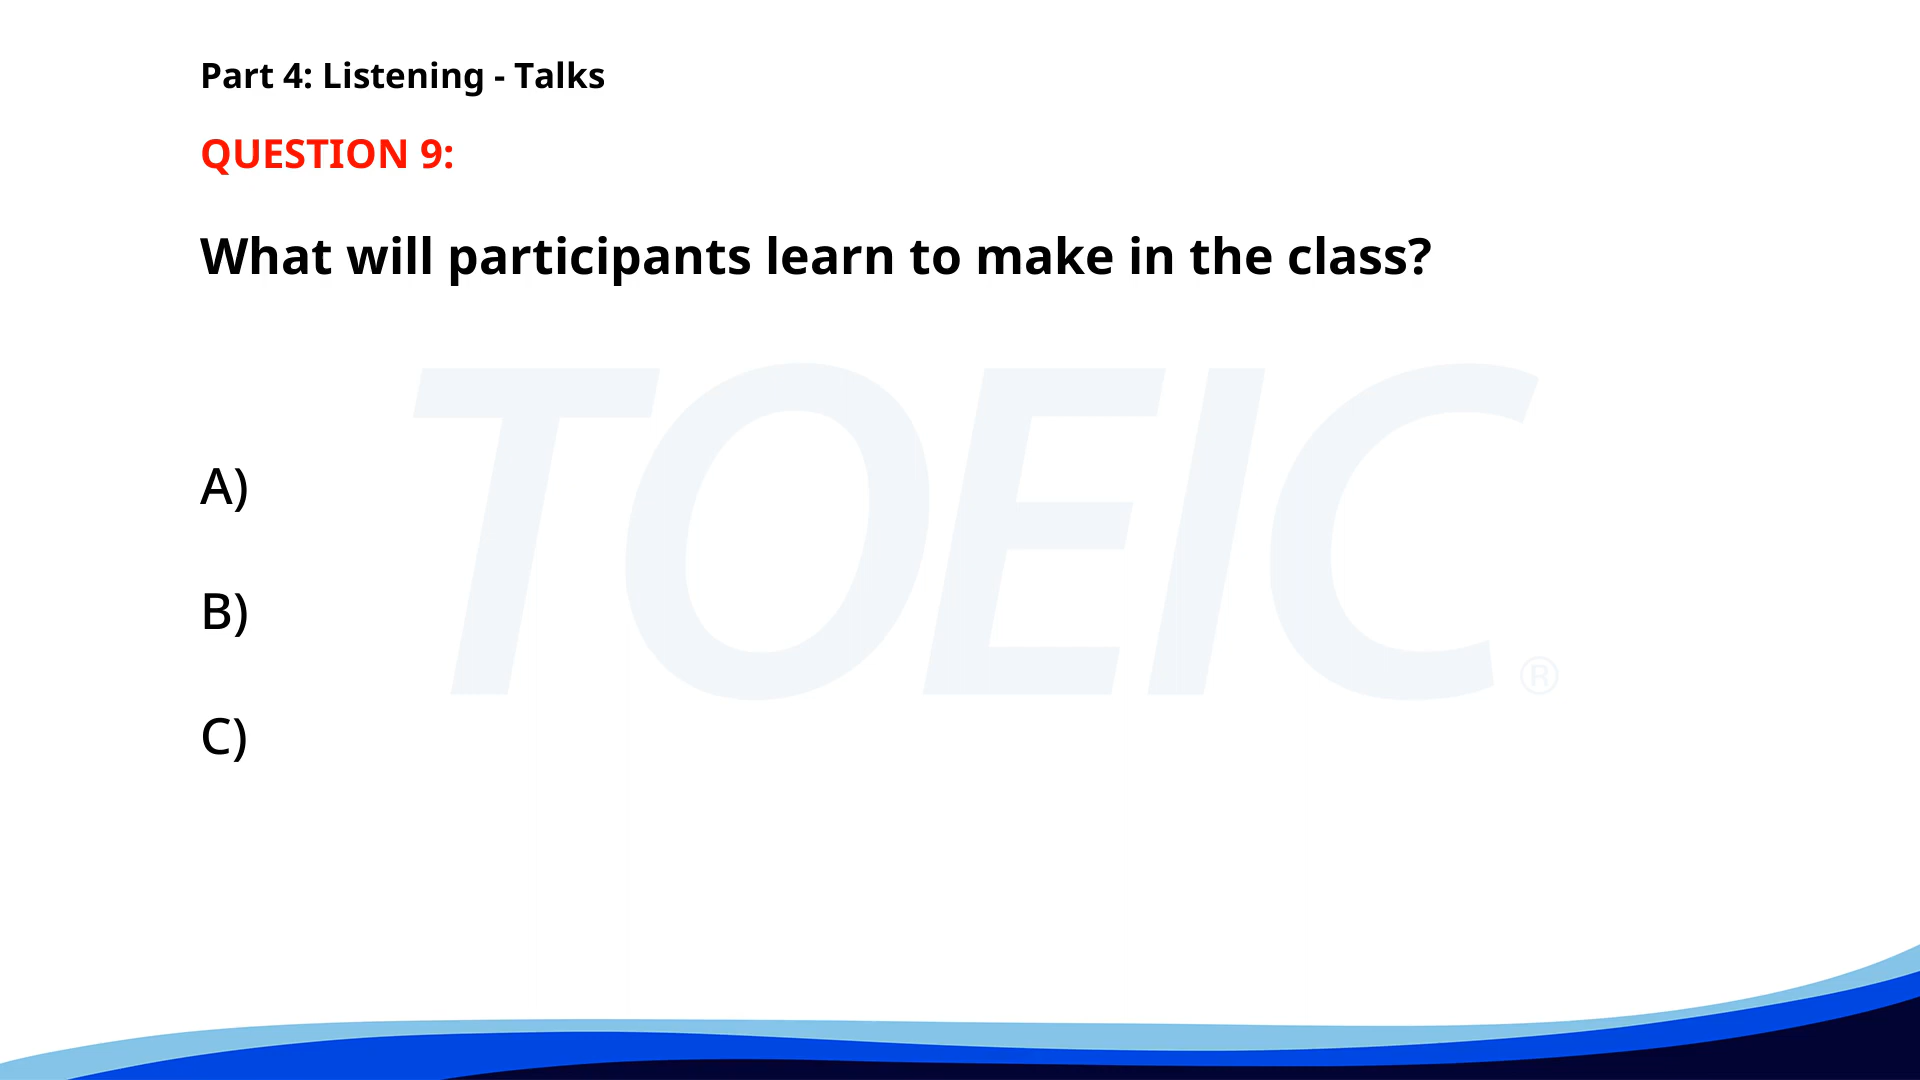 Part 4: Listening - Talks
QUESTION 9:
What will participants learn to make in the class?
TOEIC®
A)
B)
C)